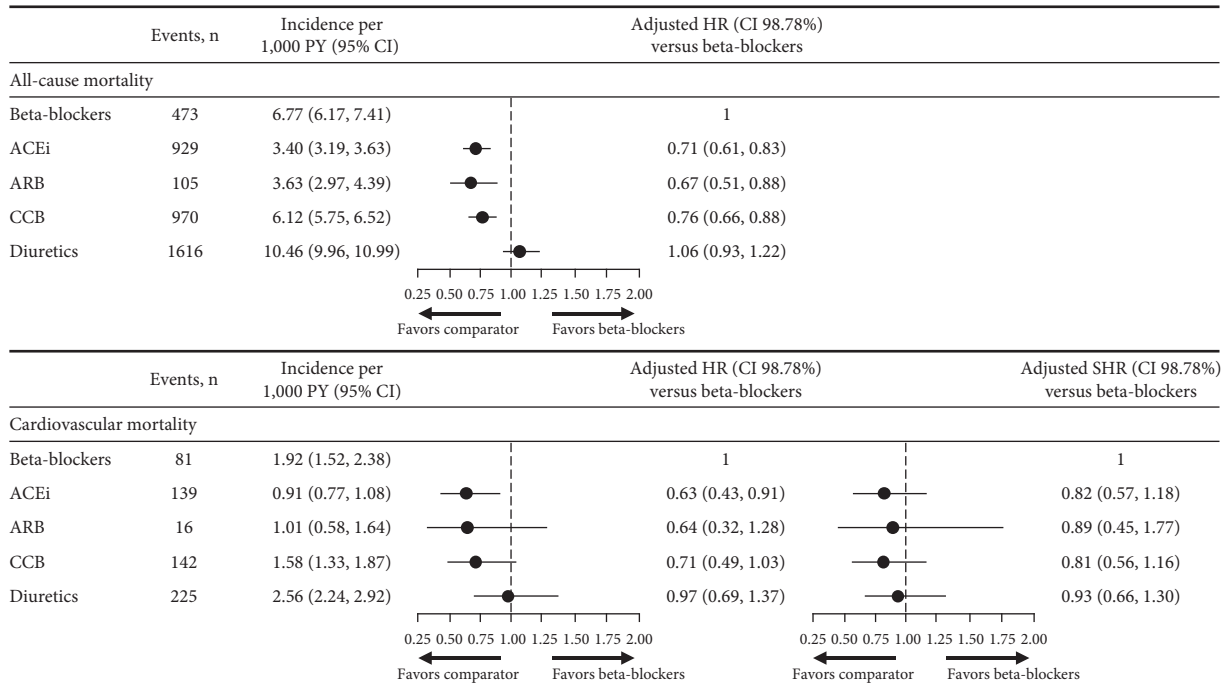 Events, n Incidence per 1,000 PY (95% CI) Adjusted HR (CI 98.78%) versus beta-blockers
All-cause mortality
Beta-blockers 473 6.77 (6.17, 7.41) 1
ACEi 929 3.40 (3.19, 3.63) 0.71 (0.61, 0.83)
ARB 105 3.63 (2.97, 4.39) 0.67 (0.51, 0.88)
CCB 970 6.12 (5.75, 6.52) 0.76 (0.66, 0.88)
Diuretics 1616 10.46 (9.96, 10.99) 1.06 (0.93, 1.22)
0.25 0.50 0.75 1.00 1.25 1.50 1.75 2.00
Favors comparator Favors beta-blockers
Events, n Incidence per 1,000 PY (95% CI) Adjusted HR (CI 98.78%) versus beta-blockers Adjusted SHR (CI 98.78%) versus beta-blockers
Cardiovascular mortality
Beta-blockers 81 1.92 (1.52, 2.38) 1 1
ACEi 139 0.91 (0.77, 1.08) 0.63 (0.43, 0.91) 0.82 (0.57, 1.18)
ARB 16 1.01 (0.58, 1.64) 0.64 (0.32, 1.28) 0.89 (0.45, 1.77)
CCB 142 1.58 (1.33, 1.87) 0.71 (0.49, 1.03) 0.81 (0.56, 1.16)
Diuretics 225 2.56 (2.24, 2.92) 0.97 (0.69, 1.37) 0.93 (0.66, 1.30)
0.25 0.50 0.75 1.00 1.25 1.50 1.75 2.00 0.25 0.50 0.75 1.00 1.25 1.50 1.75 2.00
Favors comparator Favors beta-blockers Favors comparator Favors beta-blockers